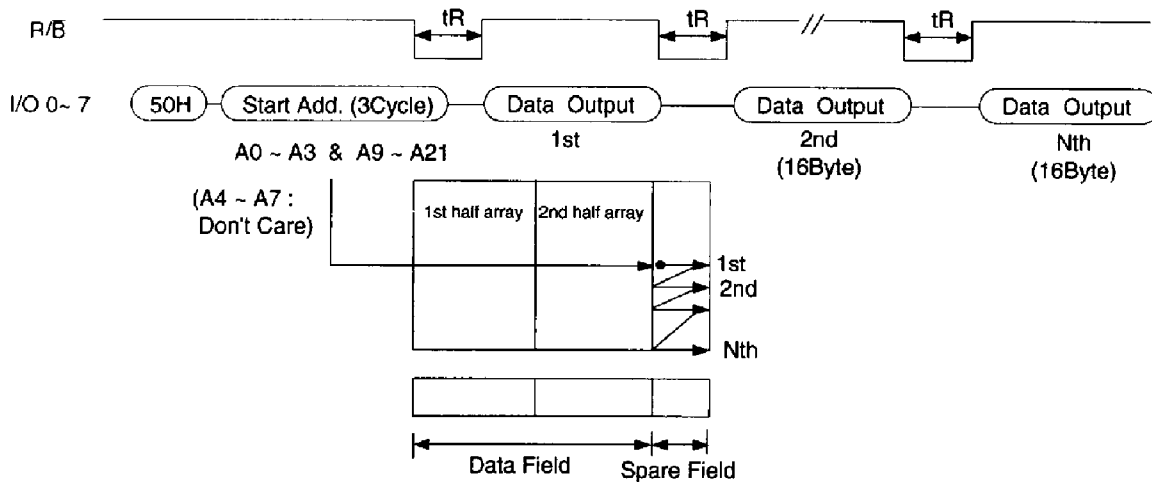 tR tR tR
R/B
I/O 0~ 7 50H Start Add. (3Cycle) Data Output Data Output Data Output
1st 2nd Nth
(16Byte) (16Byte)
A0 ~ A3 & A9 ~ A21
(A4 ~ A7 :
Don't Care)
1st half array 2nd half array
1st
2nd
Nth
Data Field Spare Field